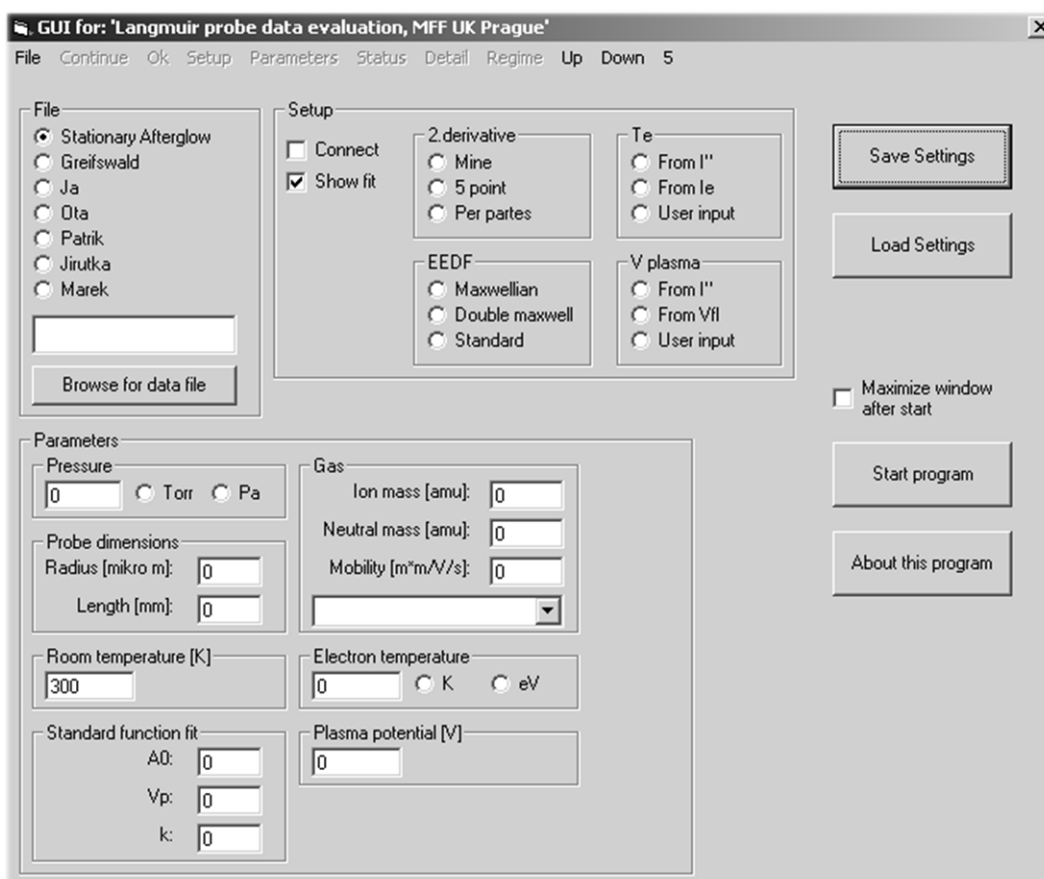 GUI for: 'Langmuir probe data evaluation, MFF UK Prague'
File Continue Ok Setup Parameters Status Detail Regime Up Down 5
File
Stationary Afterglow
Greifswald
Ja
Ota
Patrik
Jirutka
Marek
Browse for data file
Setup
Connect
Show fit
2.derivative
Mine
5 point
Per partes
Te
From I''
From Ie
User input
EEDF
Maxwellian
Double maxwell
Standard
V plasma
From I''
From Vfl
User input
Save Settings
Load Settings
Maximize window
after start
Start program
About this program
Parameters
Pressure
0 Torr Pa
Probe dimensions
Radius [mikro m]: 0
Length [mm]: 0
Gas
Ion mass [amu]: 0
Neutral mass [amu]: 0
Mobility [m*m/V/s]: 0
Room temperature [K]
300
Electron temperature
0 K eV
Standard function fit
A0: 0
Vp: 0
k: 0
Plasma potential [V]
0